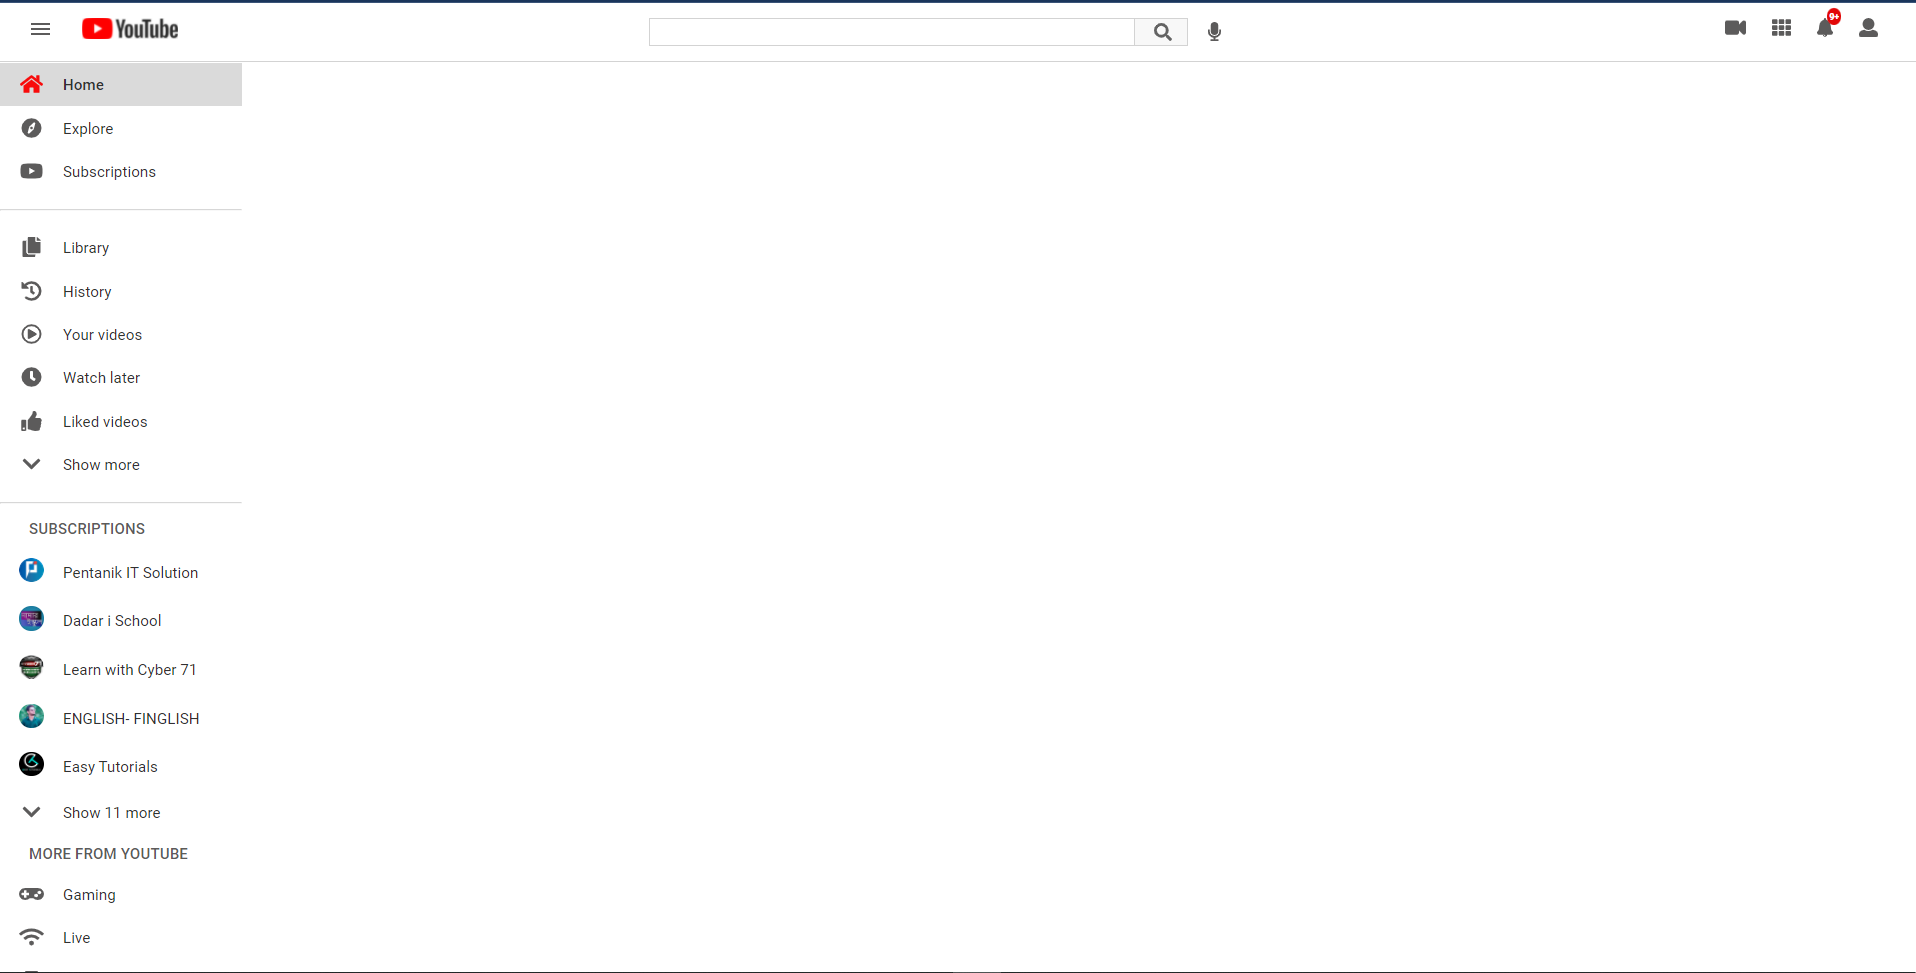 YouTube
9+
Home
Explore
Subscriptions
Library
History
Your videos
Watch later
Liked videos
Show more
SUBSCRIPTIONS
Pentanik IT Solution
Dadar i School
Learn with Cyber 71
ENGLISH- FINGLISH
Easy Tutorials
Show 11 more
MORE FROM YOUTUBE
Gaming
Live